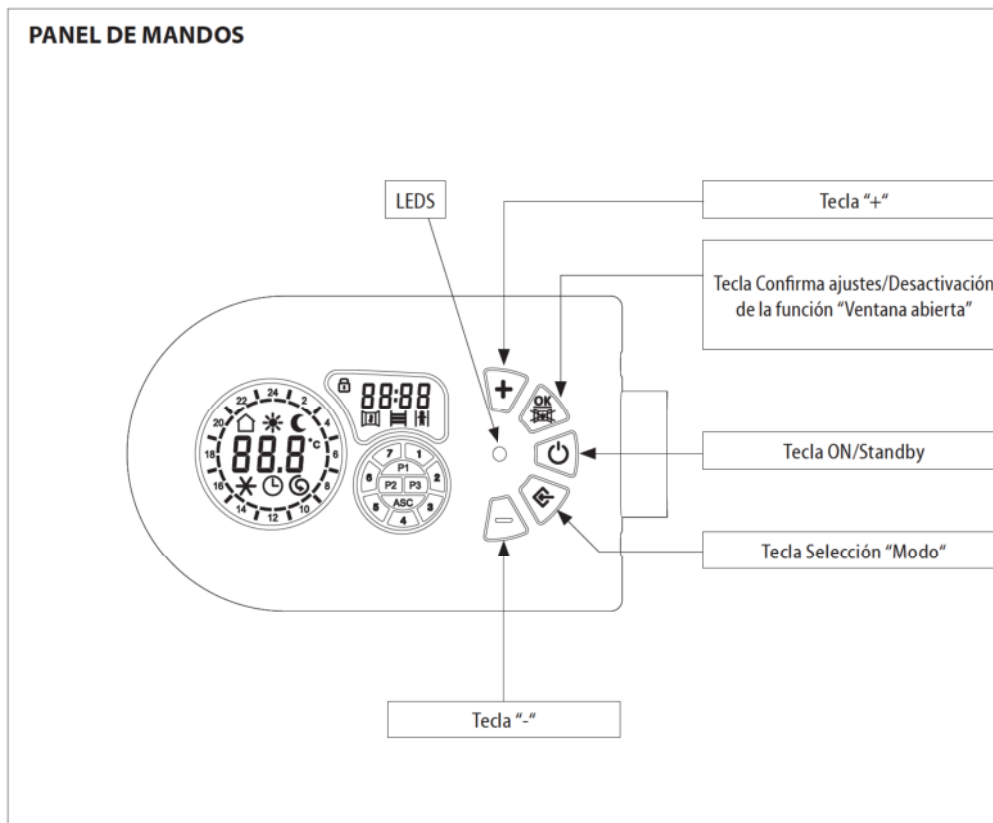 PANEL DE MANDOS
LEDS
Tecla “+“
Tecla Confirma ajustes/Desactivación
de la función “Ventana abierta”
88:88
OK
24
22 2
20 4
88.8 °C
18 6
16 8
14 10
12
7 1
P1
6 2
P2 P3
ASC
5 3
4
Tecla ON/Standby
Tecla Selección “Modo“
Tecla “-“